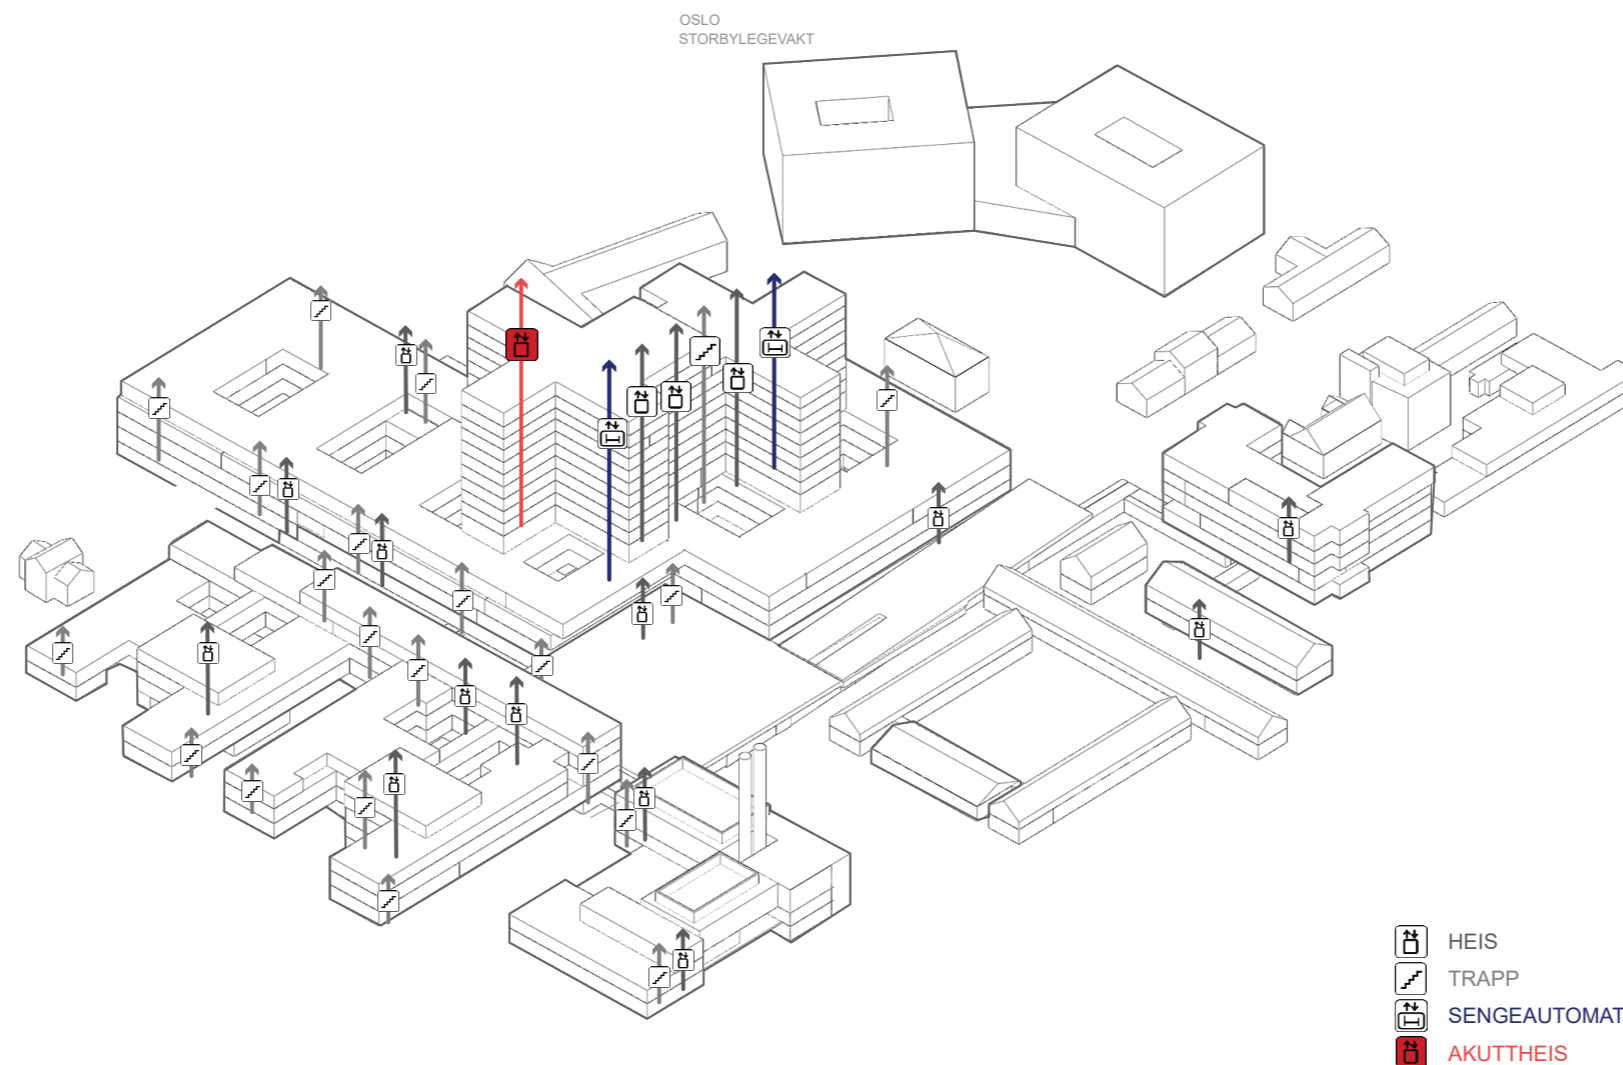 OSLO
STORBYLEGEVAKT
HEIS
TRAPP
SENGEAUTOMAT
AKUTTHEIS